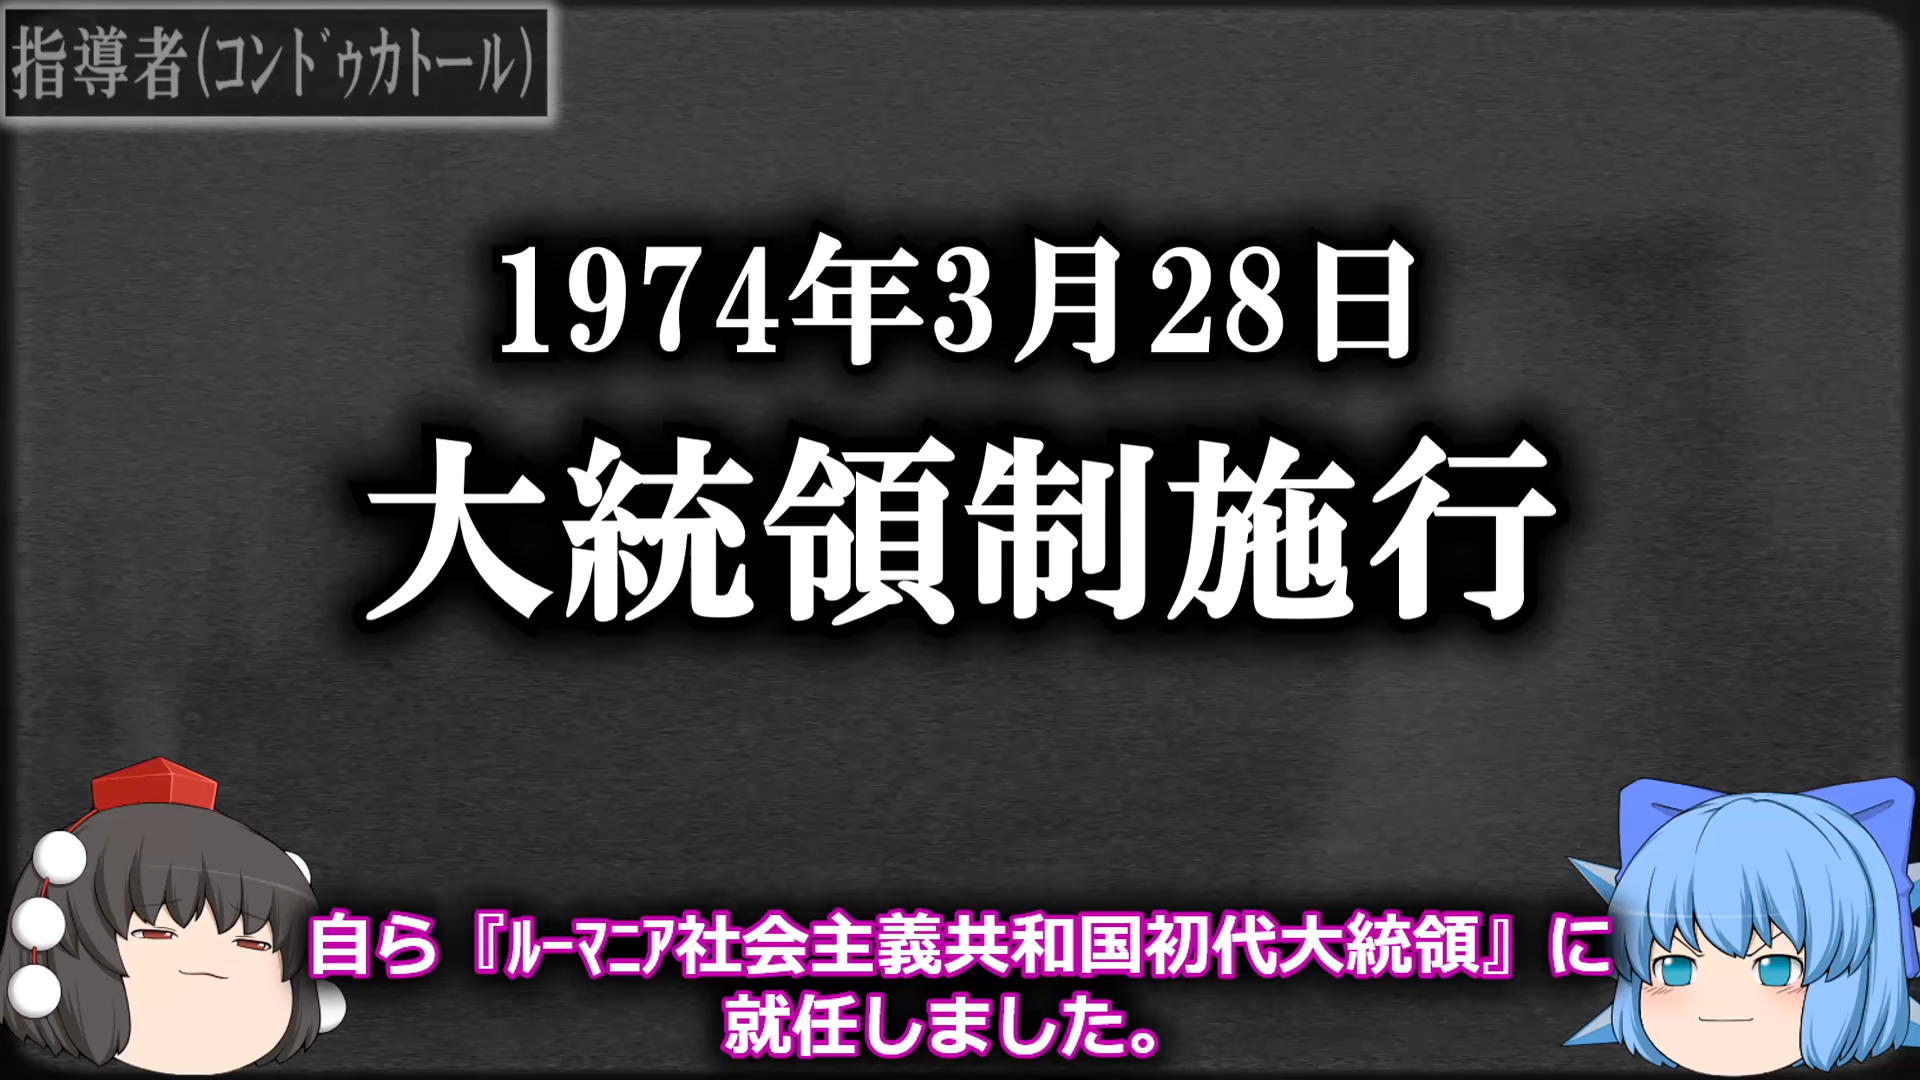 指導者(コンドゥカトール)
1974年3月28日
大統領制施行
自ら『ﾙｰﾏﾆｱ社会主義共和国初代大統領』に
就任しました。